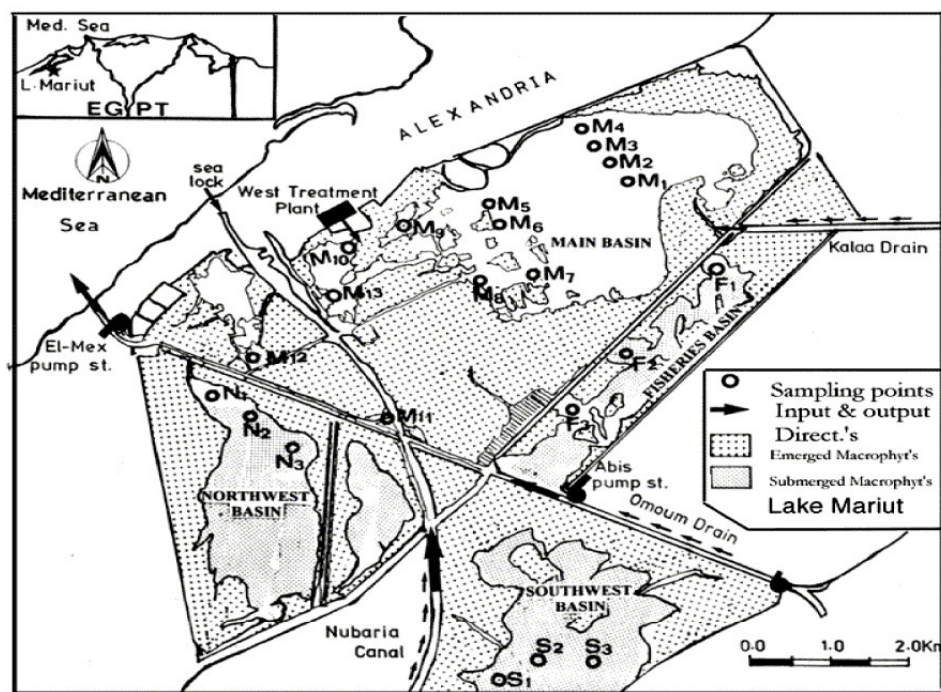 Med. Sea
L. Mariut
EGYPT
N
Mediterranean
Sea
sea
lock
ALEXANDRIA
West Treatment
Plant
M4
M3
M2
M1
M5
M6
M9
MAIN BASIN
M10
M7
M8
M13
Kalaa Drain
F1
F2
F3
FISHERIES BASIN
El-Mex
pump st.
M12
M11
N1
N2
N3
NORTHWEST
BASIN
Abis
pump st.
Omoum Drain
SOUTHWEST
BASIN
Nubaria
Canal
S2
S3
S1
Sampling points
Input & output
Direct.'s
Emerged Macrophyt's
Submerged Macrophyt's
Lake Mariut
0.0
1.0
2.0Km